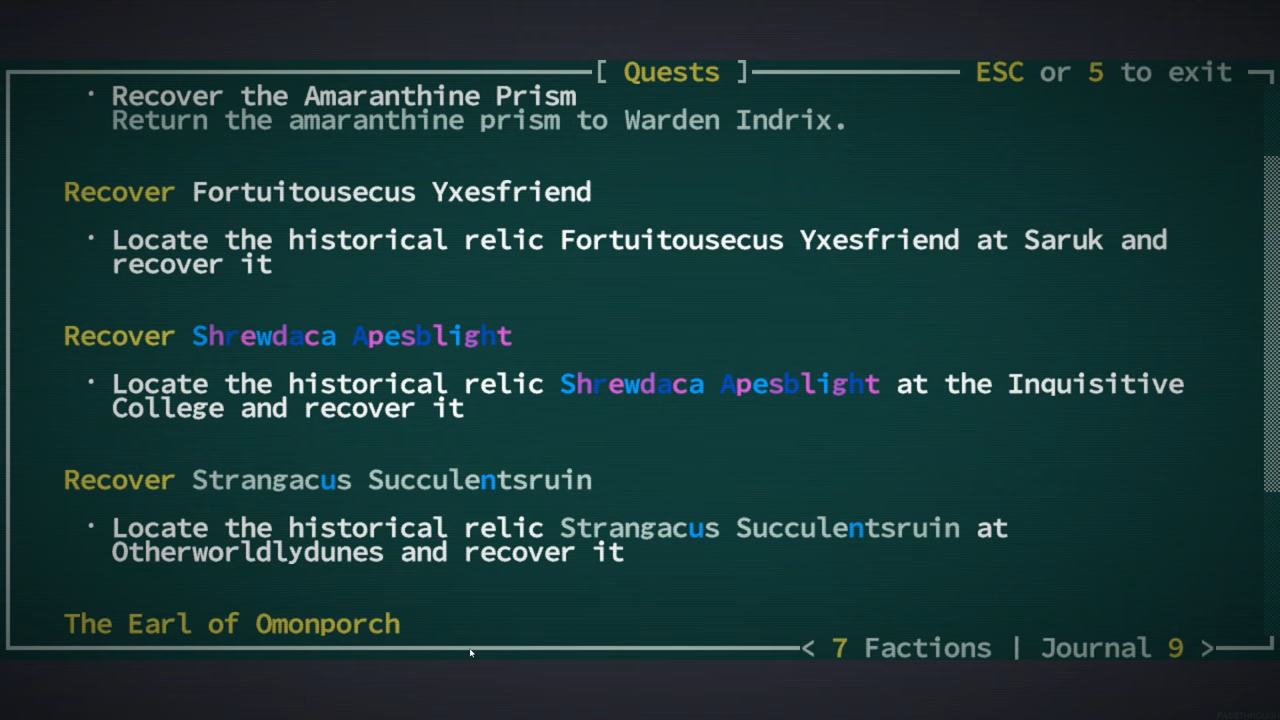 [ Quests ] ESC or 5 to exit
· Recover the Amaranthine Prism
Return the amaranthine prism to Warden Indrix.
Recover Fortuitousecus Yxesfriend
· Locate the historical relic Fortuitousecus Yxesfriend at Saruk and
recover it
Recover Shrewdaca Apesblight
· Locate the historical relic Shrewdaca Apesblight at the Inquisitive
College and recover it
Recover Strangacus Succulentsruin
· Locate the historical relic Strangacus Succulentsruin at
Otherworldlydunes and recover it
The Earl of Omonporch
< 7 Factions | Journal 9 >